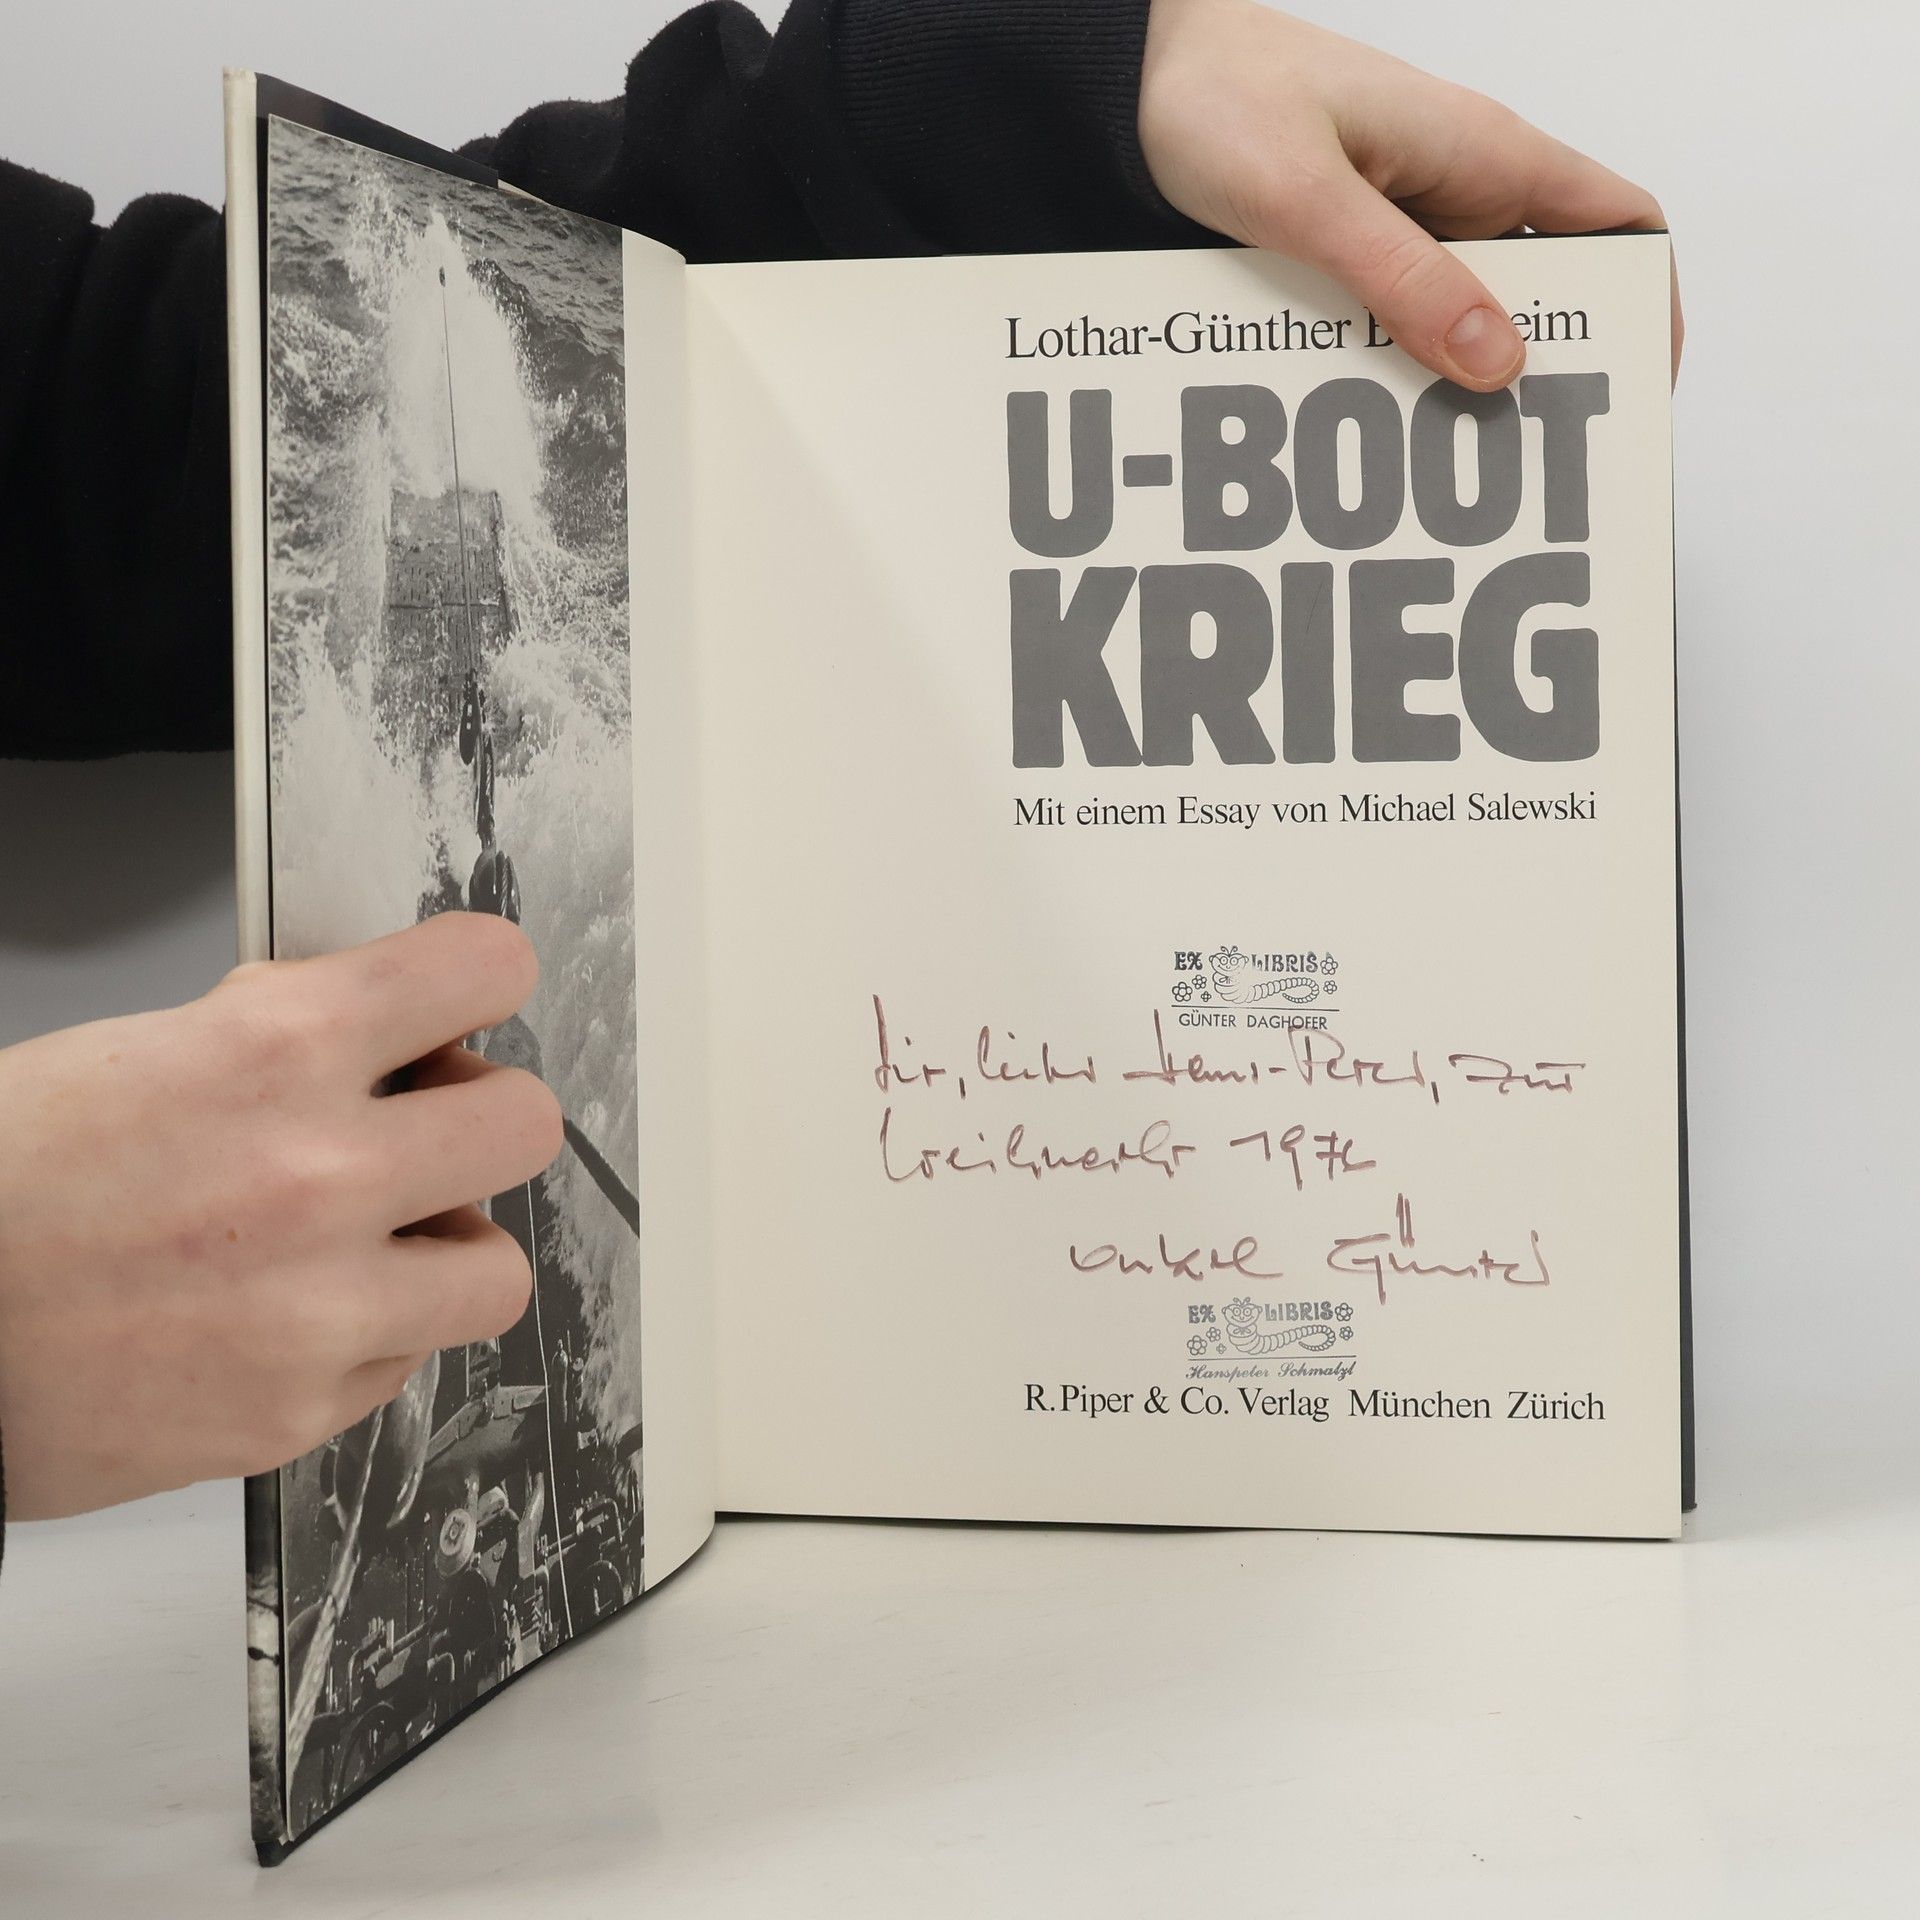 Lothar-Günther B eim
U-BOOT
KRIEG
Mit einem Essay von Michael Salewski
EX LIBRIS
GÜNTER DAGHOFER
Dir, lieber Hans-Peter, zur
Weihnacht 1976
Onkel Günter
EX LIBRIS
Hanspeter Schmalzl
R. Piper & Co. Verlag München Zürich